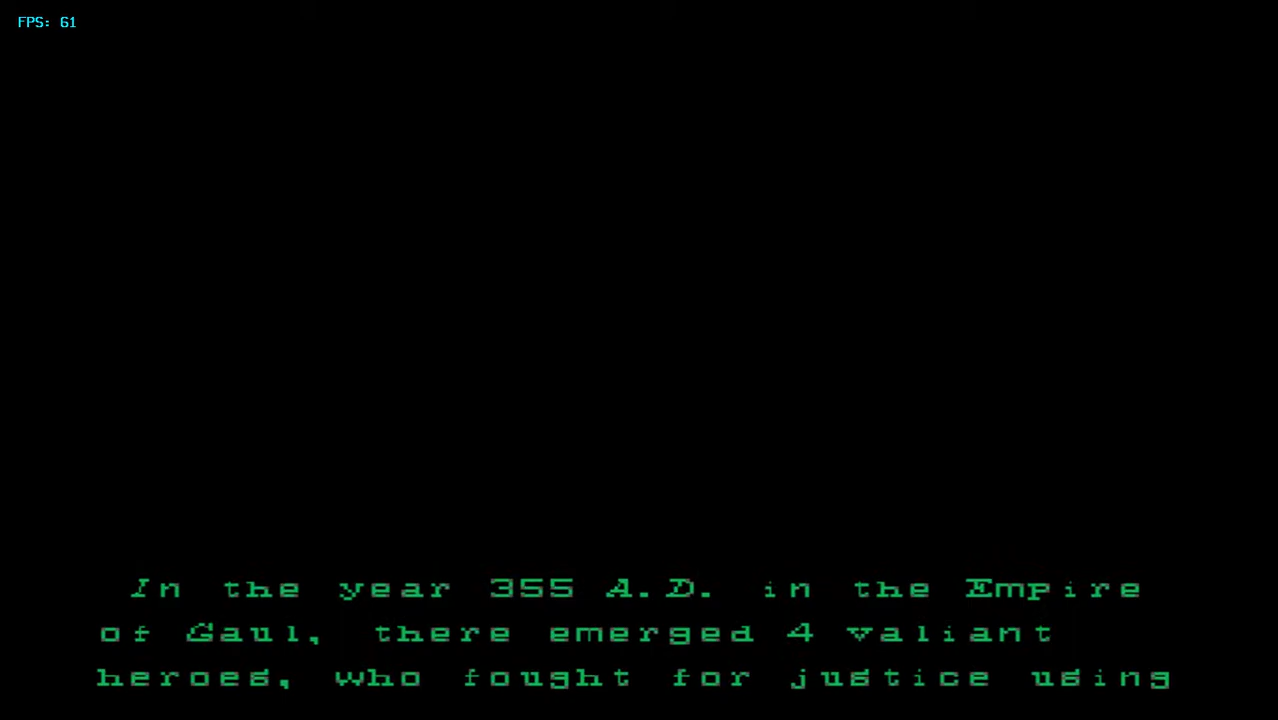 FPS: 61
In the year 355 A.D. in the Empire
of Gaul, there emerged 4 valiant
heroes, who fought for justice using